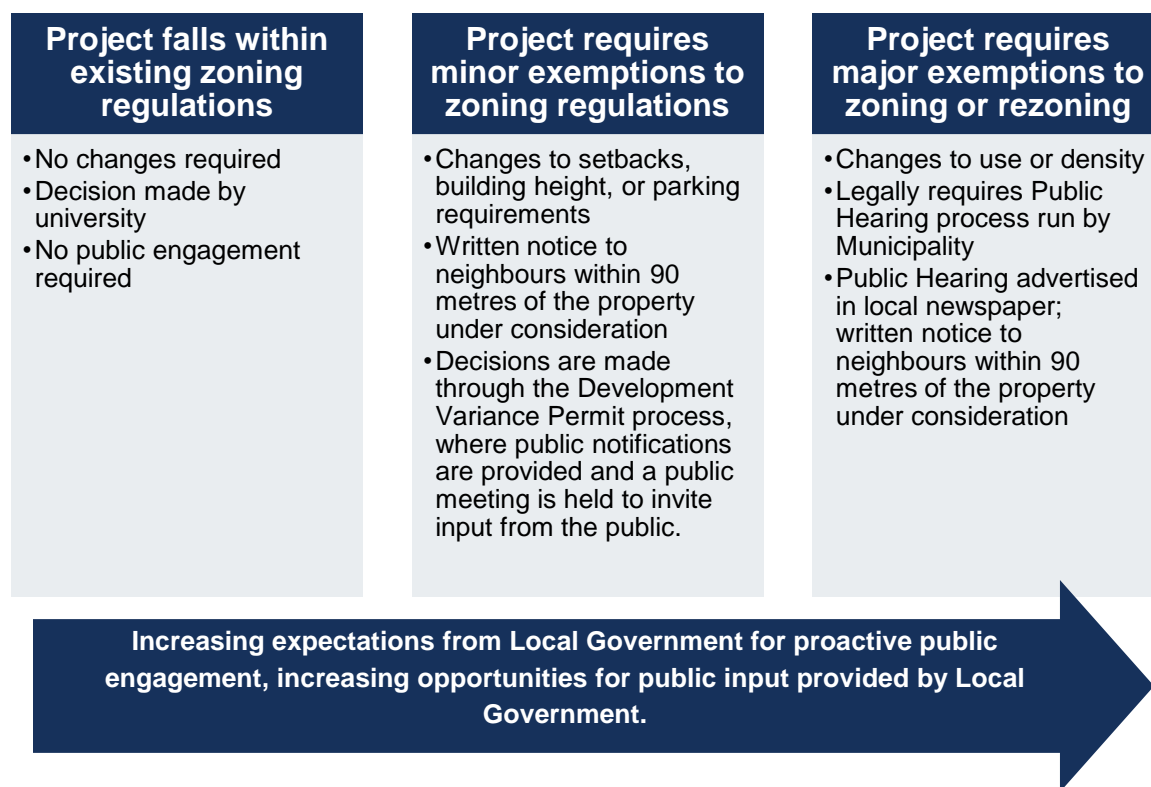 Project falls within
existing zoning
regulations
•No changes required
•Decision made by
university
•No public engagement
required
Project requires
minor exemptions to
zoning regulations
•Changes to setbacks,
building height, or parking
requirements
•Written notice to
neighbours within 90
metres of the property
under consideration
•Decisions are made
through the Development
Variance Permit process,
where public notifications
are provided and a public
meeting is held to invite
input from the public.
Project requires
major exemptions to
zoning or rezoning
•Changes to use or density
•Legally requires Public
Hearing process run by
Municipality
•Public Hearing advertised
in local newspaper;
written notice to
neighbours within 90
metres of the property
under consideration
Increasing expectations from Local Government for proactive public
engagement, increasing opportunities for public input provided by Local
Government.